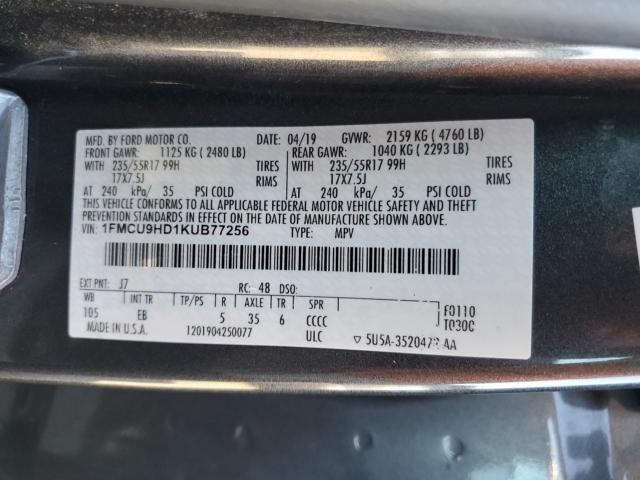 MFD. BY FORD MOTOR CO. DATE: 04/19 GVWR: 2159 KG ( 4760 LB)
FRONT GAWR: 1125 KG ( 2480 LB) REAR GAWR: 1040 KG ( 2293 LB)
WITH 235/55R17 99H TIRES WITH 235/55R17 99H TIRES
17X7.5J RIMS 17X7.5J RIMS
AT 240 kPa/ 35 PSI COLD AT 240 kPa/ 35 PSI COLD
THIS VEHICLE CONFORMS TO ALL APPLICABLE FEDERAL MOTOR VEHICLE SAFETY AND THEFT
PREVENTION STANDARDS IN EFFECT ON THE DATE OF MANUFACTURE SHOWN ABOVE.
VIN: 1FMCU9HD1KUB77256 TYPE: MPV
EXT PNT: J7 RC: 48 DSO:
WB INT TR TP/PS R AXLE TR SPR F0110
105 EB 5 35 6 CCCC T030C
MADE IN U.S.A. 1201904250077 ULC ▽ 5U5A-3520472-AA